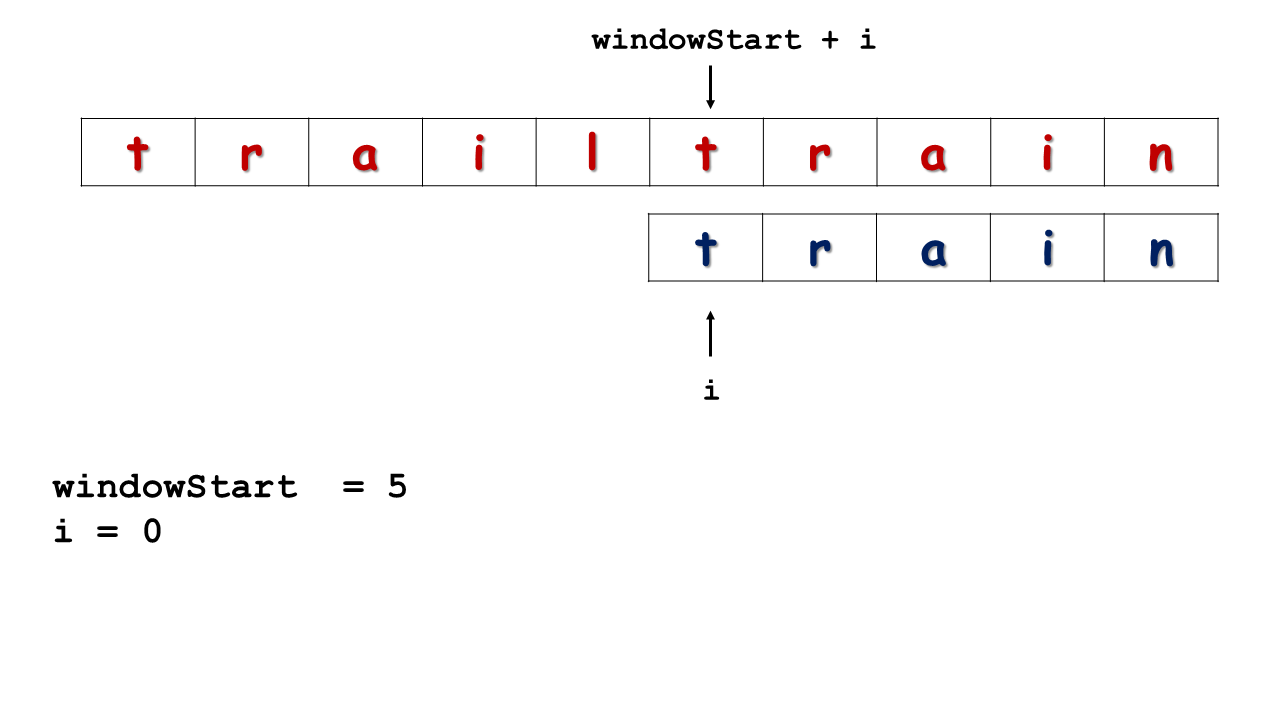 windowStart + i
t r a i l t r a i n
t r a i n
i
windowStart = 5
i = 0